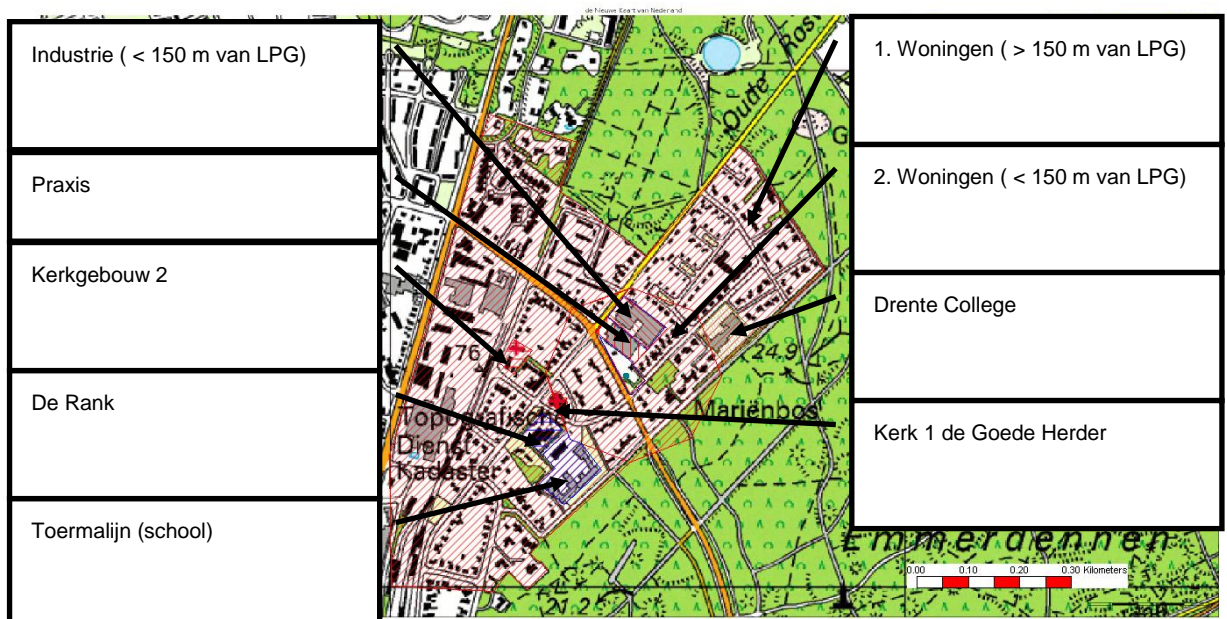 de Nieuwe Kaart van Nederland
Industrie ( < 150 m van LPG)
Praxis
Kerkgebouw 2
De Rank
Toermalijn (school)
1. Woningen ( > 150 m van LPG)
2. Woningen ( < 150 m van LPG)
Drente College
Kerk 1 de Goede Herder
Oude
G
76
24.9
Mariënbos
Topografische
Dienst
Kadaster
Emmerdennen
0.00 0.10 0.20 0.30 Kilometers
21.2